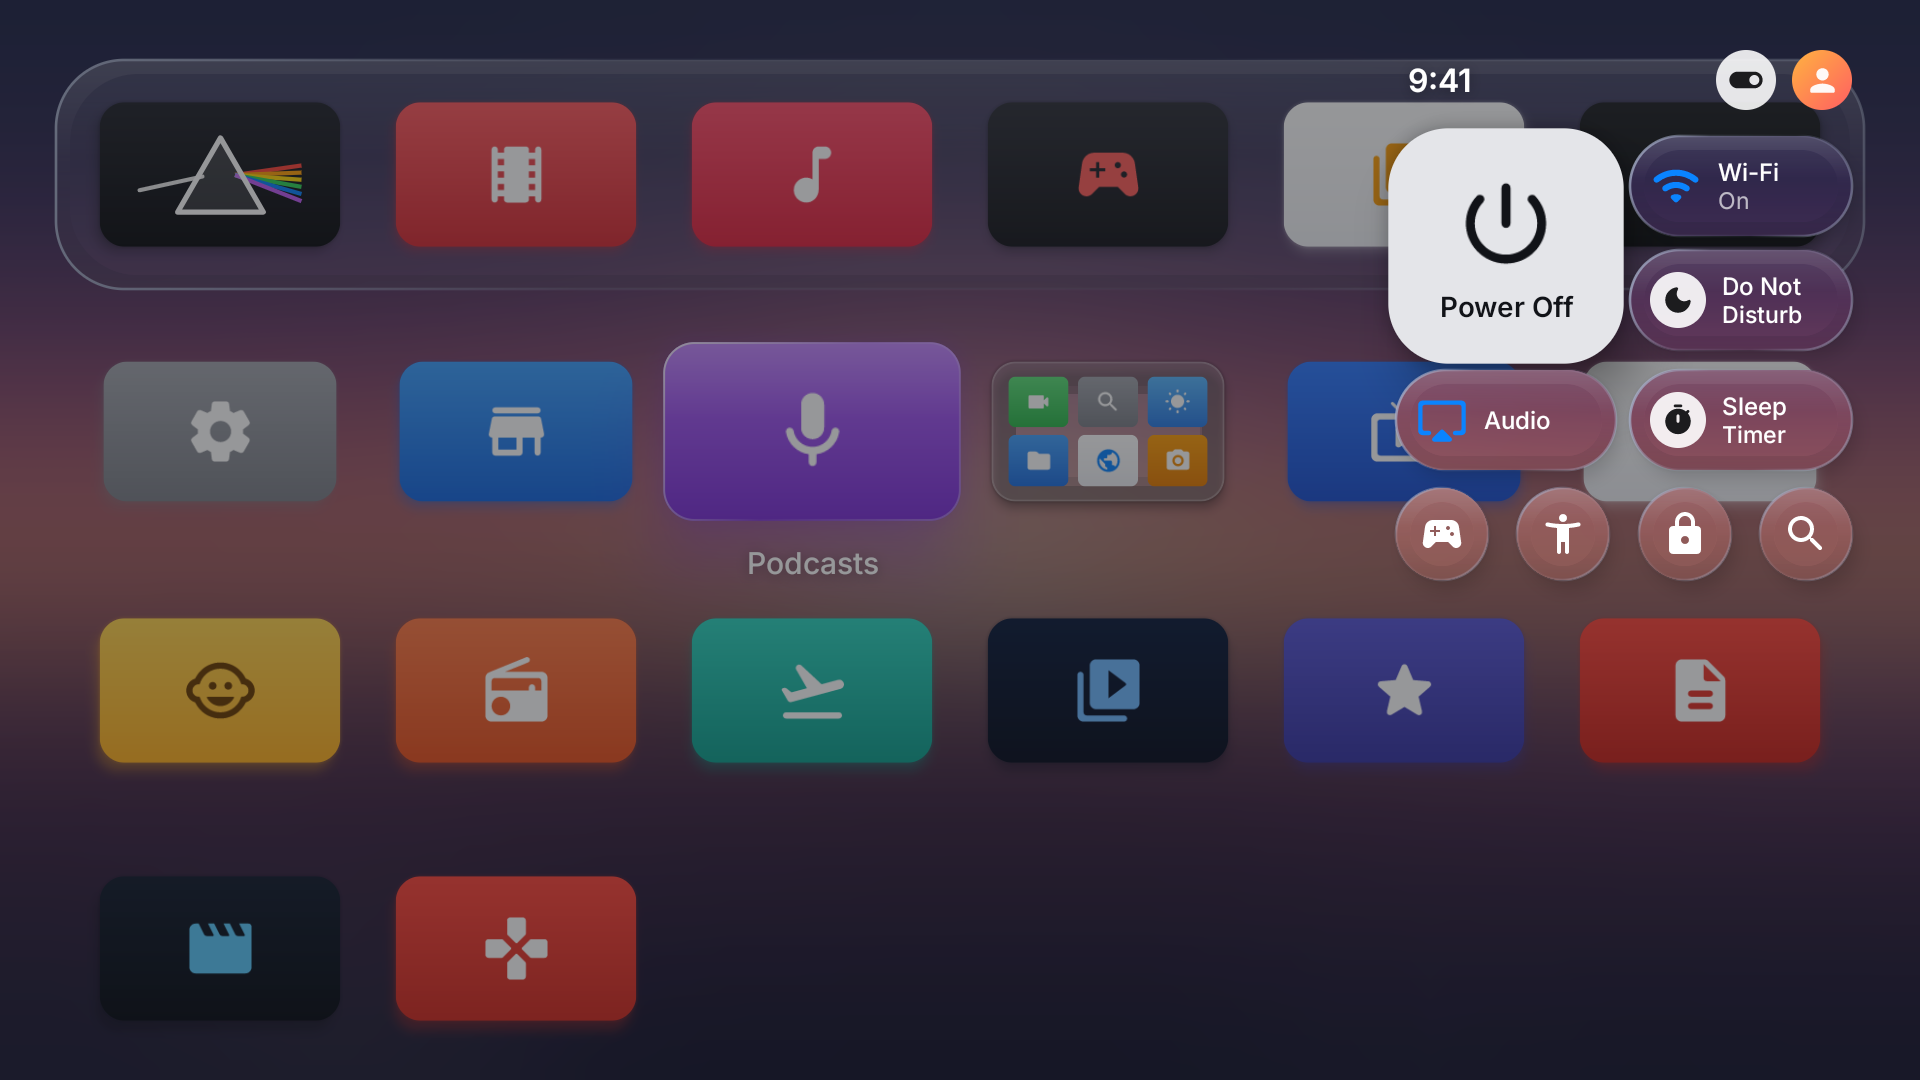 9:41
Power Off
Wi-Fi
On
Do Not
Disturb
Audio
Sleep
Timer
Podcasts